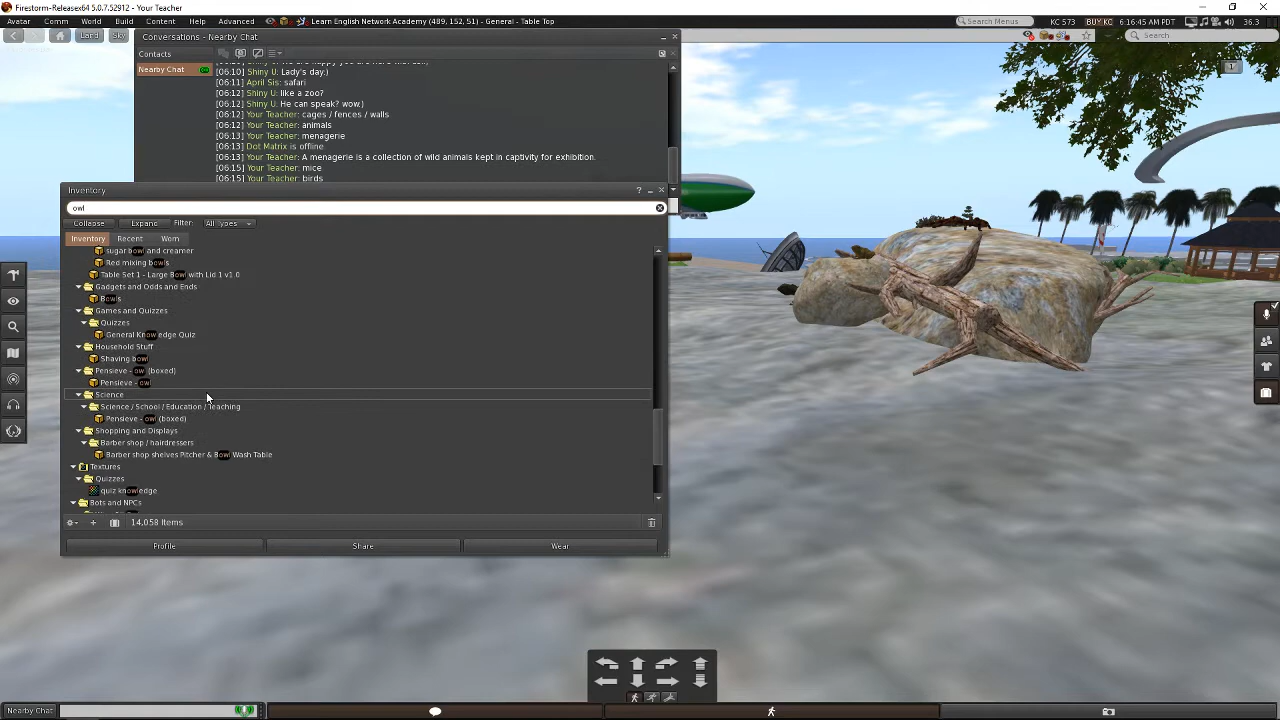 Firestorm-Releasex64 5.0.7.52912 - Your Teacher
Avatar Comm World Build Content Help Advanced Learn English Network Academy (489, 152, 51) - General - Table Top Search Menus KC 573 BUY KC 6:16:45 AM PDT 36.3
Land Sky Search
Conversations - Nearby Chat
Contacts
Nearby Chat
[06:10] Shiny U: Lady's day:)
[06:11] April Sis: safari
[06:12] Shiny U: like a zoo?
[06:12] Shiny U: He can speak? wow:)
[06:12] Your Teacher: cages / fences / walls
[06:12] Your Teacher: animals
[06:13] Your Teacher: menagerie
[06:13] Dot Matrix is offline
[06:13] Your Teacher: A menagerie is a collection of wild animals kept in captivity for exhibition.
[06:15] Your Teacher: mice
[06:15] Your Teacher: birds
Inventory
owl
Collapse Expand Filter: All Types
Inventory Recent Worn
sugar bowl and creamer
Red mixing bowls
Table Set 1 - Large Bowl with Lid 1 v1.0
Gadgets and Odds and Ends
Bowls
Games and Quizzes
Quizzes
General Knowledge Quiz
Household Stuff
Shaving bowl
Pensieve - owl (boxed)
Pensieve - owl
Science
Science / School / Education / Teaching
Pensieve - owl (boxed)
Shopping and Displays
Barber shop / hairdressers
Barber shop shelves Pitcher & Bowl Wash Table
Textures
Quizzes
quiz knowledge
Bots and NPCs
14,058 Items
Profile Share Wear
Nearby Chat